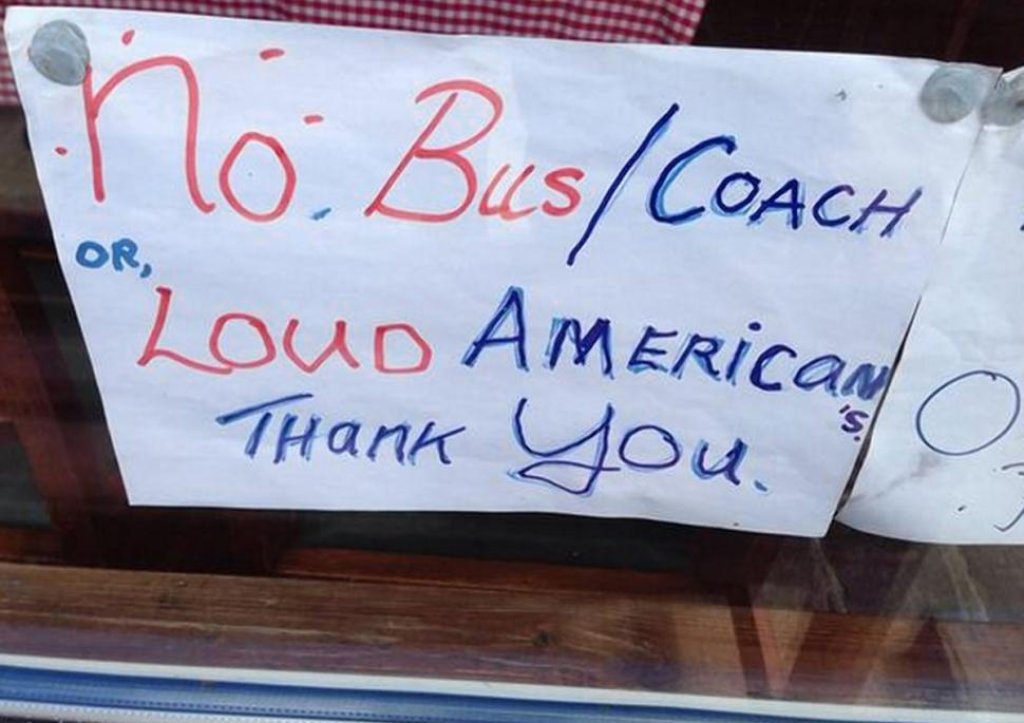 No. Bus/COACH
OR,
LOUD AMERICAN's.
THANK YOU.